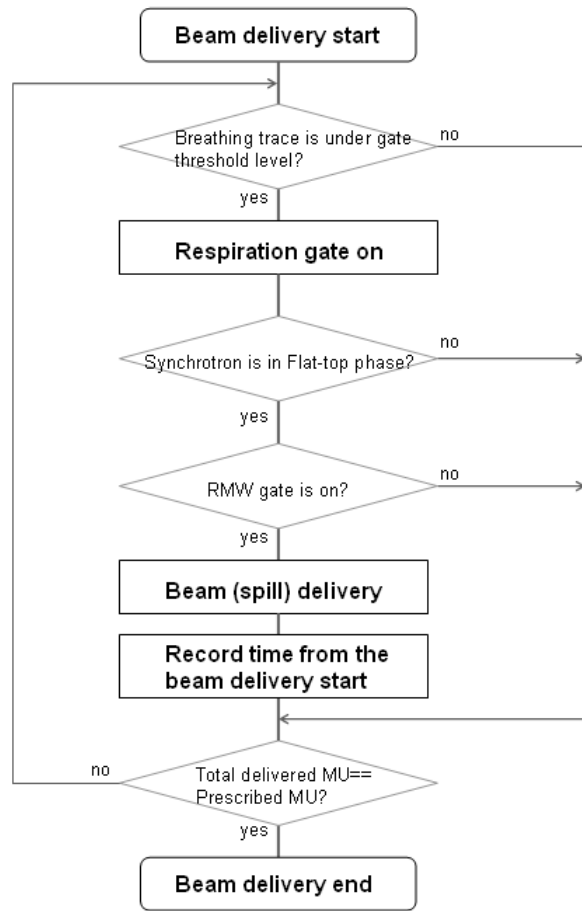 Beam delivery start
Breathing trace is under gate
threshold level?
no
yes
Respiration gate on
no
Synchrotron is in Flat-top phase?
yes
no
RMW gate is on?
yes
Beam (spill) delivery
Record time from the
beam delivery start
no
Total delivered MU==
Prescribed MU?
yes
Beam delivery end